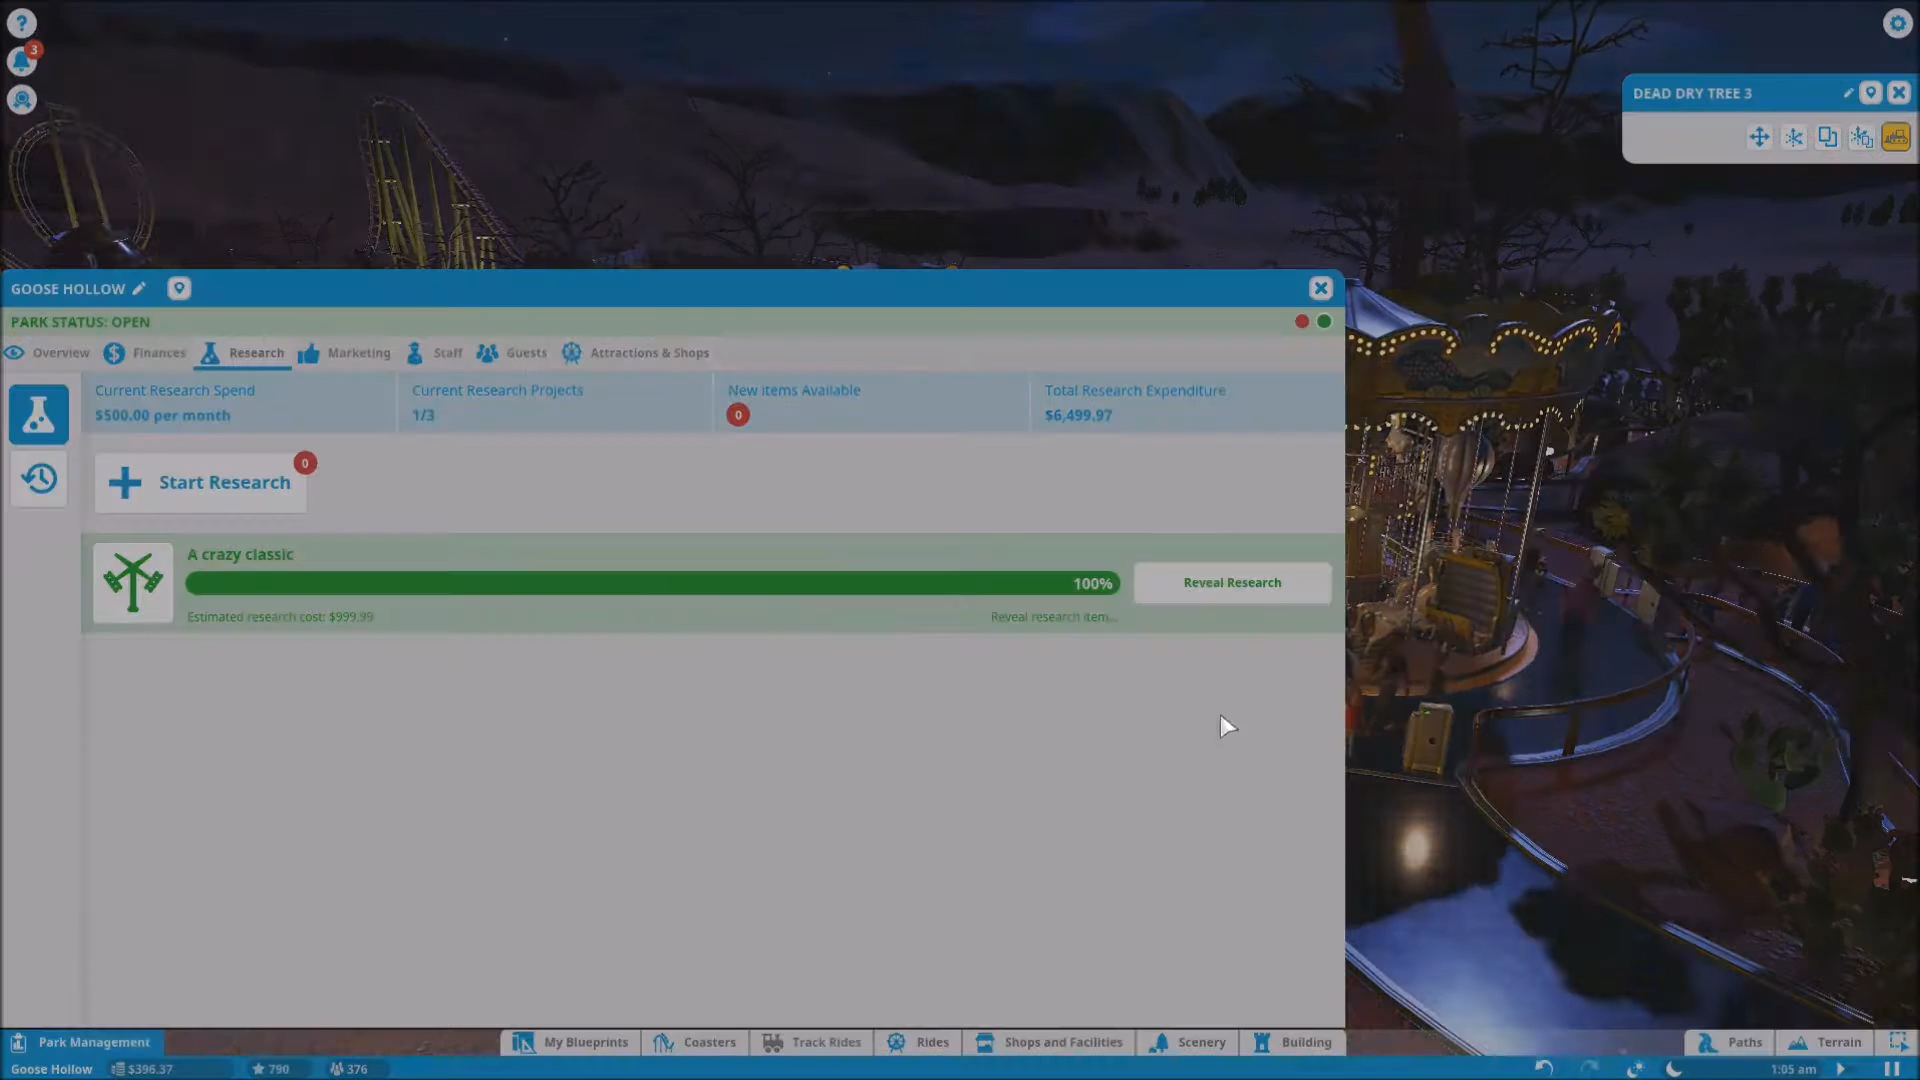 ?
3
DEAD DRY TREE 3
GOOSE HOLLOW
PARK STATUS: OPEN
Overview
Finances
Research
Marketing
Staff
Guests
Attractions & Shops
Current Research Spend
$500.00 per month
Current Research Projects
1/3
New items Available
0
Total Research Expenditure
$6,499.97
Start Research
0
A crazy classic
100%
Reveal Research
Estimated research cost: $999.99
Reveal research item...
Park Management
My Blueprints
Coasters
Track Rides
Rides
Shops and Facilities
Scenery
Building
Paths
Terrain
Goose Hollow
$396.37
790
376
1:05 am